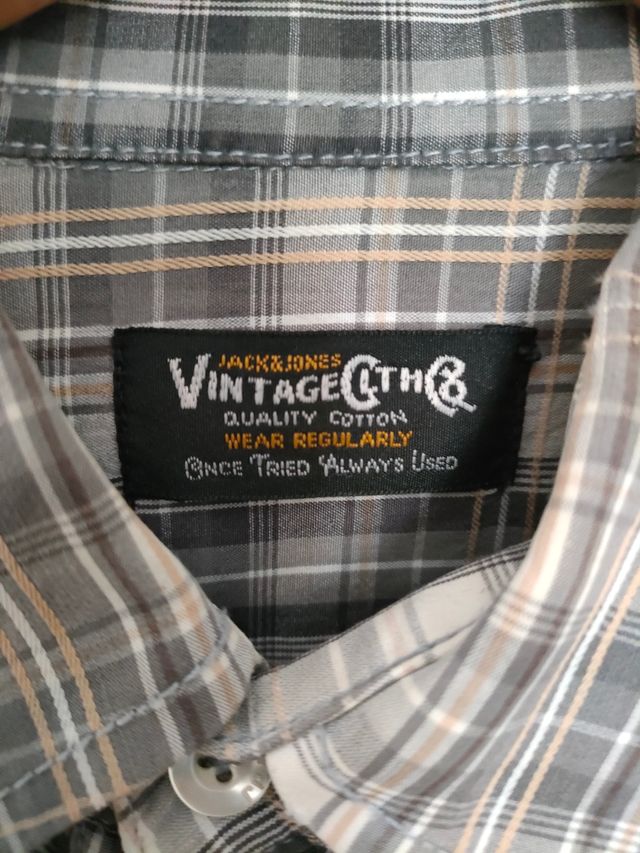 JACK&JONES
VINTAGE CLTH CO
QUALITY COTTON
WEAR REGULARLY
ONCE TRIED ALWAYS USED